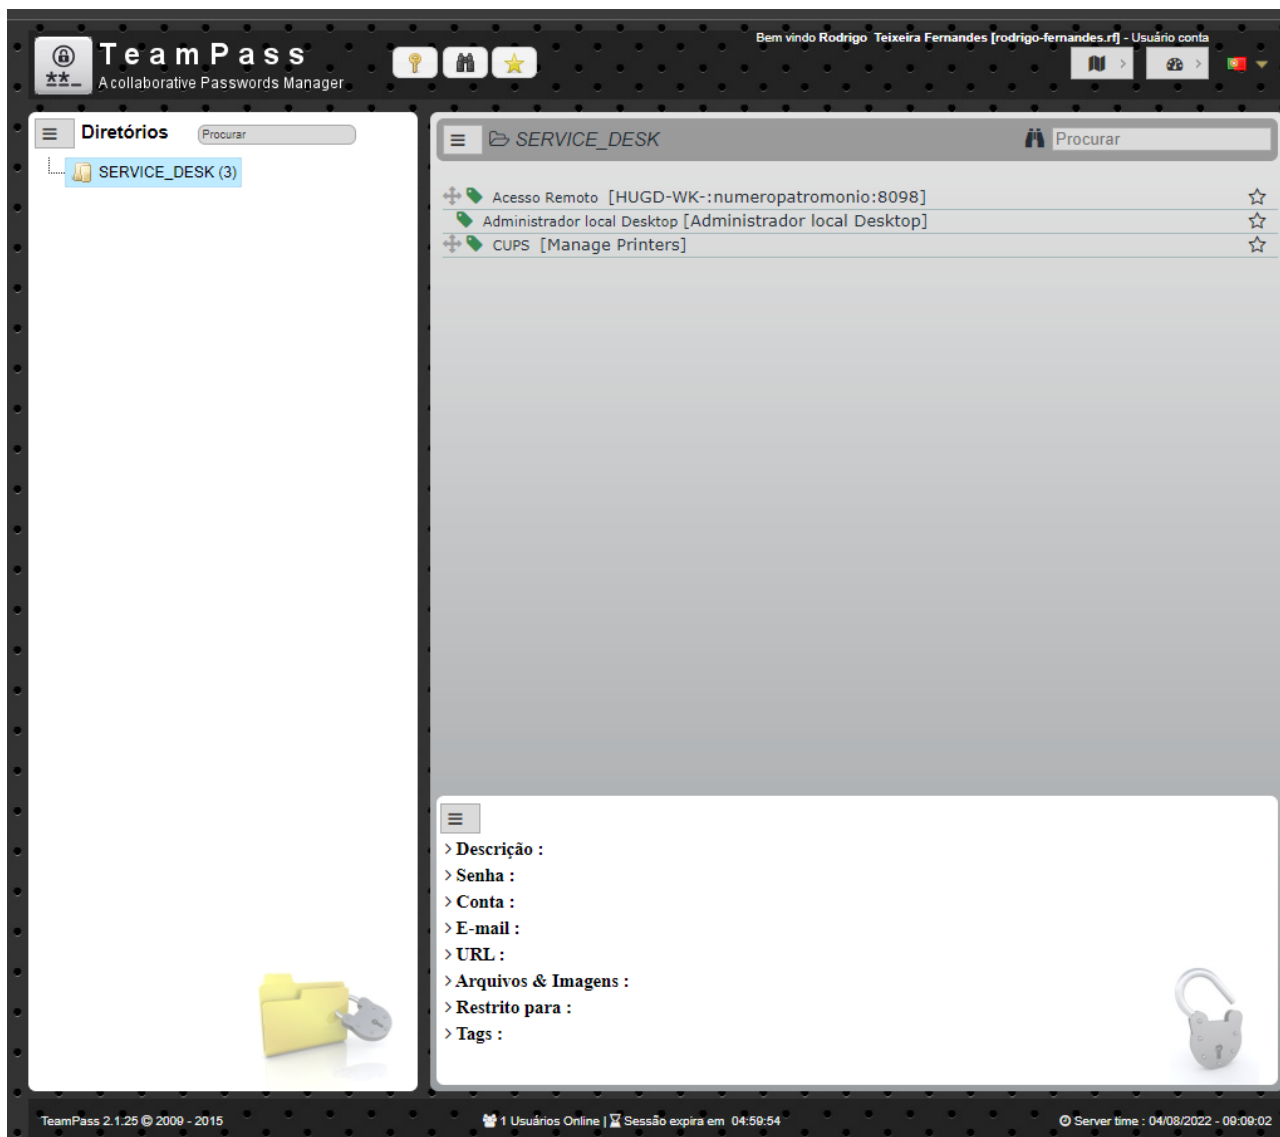 Bem vindo Rodrigo Teixeira Fernandes [rodrigo-fernandes.rf] - Usuário conta
TeamPass
A collaborative Passwords Manager
Diretórios
Procurar
SERVICE_DESK (3)
SERVICE_DESK
Procurar
Acesso Remoto [HUGD-WK-:numeropatromonio:8098]
Administrador local Desktop [Administrador local Desktop]
CUPS [Manage Printers]
Descrição :
Senha :
Conta :
E-mail :
URL :
Arquivos & Imagens :
Restrito para :
Tags :
TeamPass 2.1.25 © 2009 - 2015
1 Usuários Online | Sessão expira em 04:59:54
Server time : 04/08/2022 - 09:09:02